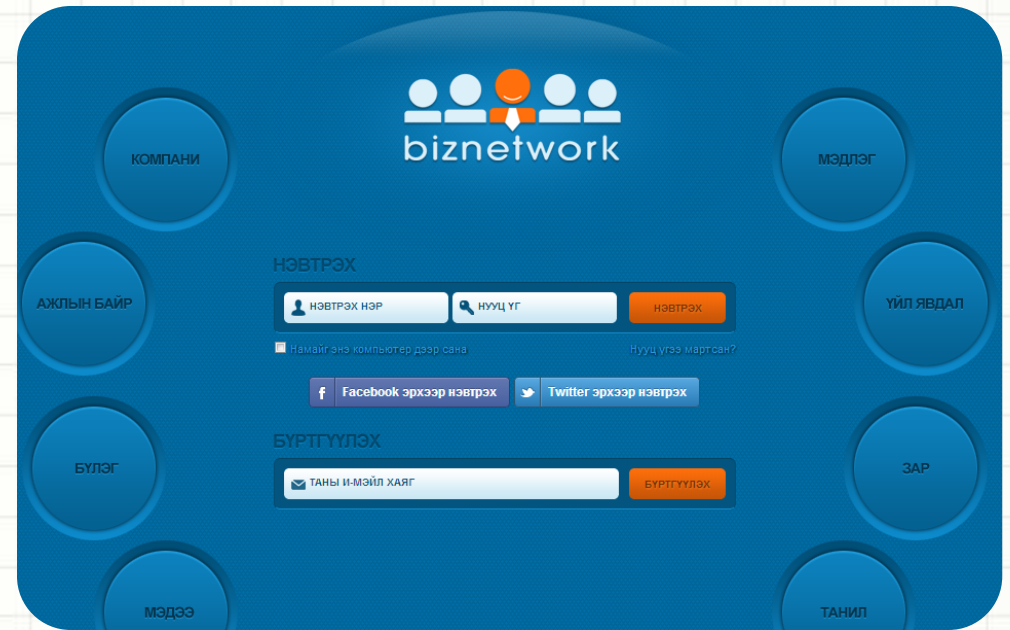 biznetwork
КОМПАНИ
МЭДЛЭГ
АЖЛЫН БАЙР
ҮЙЛ ЯВДАЛ
НЭВТРЭХ
НЭВТРЭХ НЭР
НУУЦ ҮГ
НЭВТРЭХ
Намайг энэ компьютер дээр сана
Нууц үгээ мартсан?
Facebook эрхээр нэвтрэх
Twitter эрхээр нэвтрэх
БҮРТГҮҮЛЭХ
ТАНЫ И-МЭЙЛ ХАЯГ
БҮРТГҮҮЛЭХ
БҮЛЭГ
ЗАР
МЭДЭЭ
ТАНИЛ